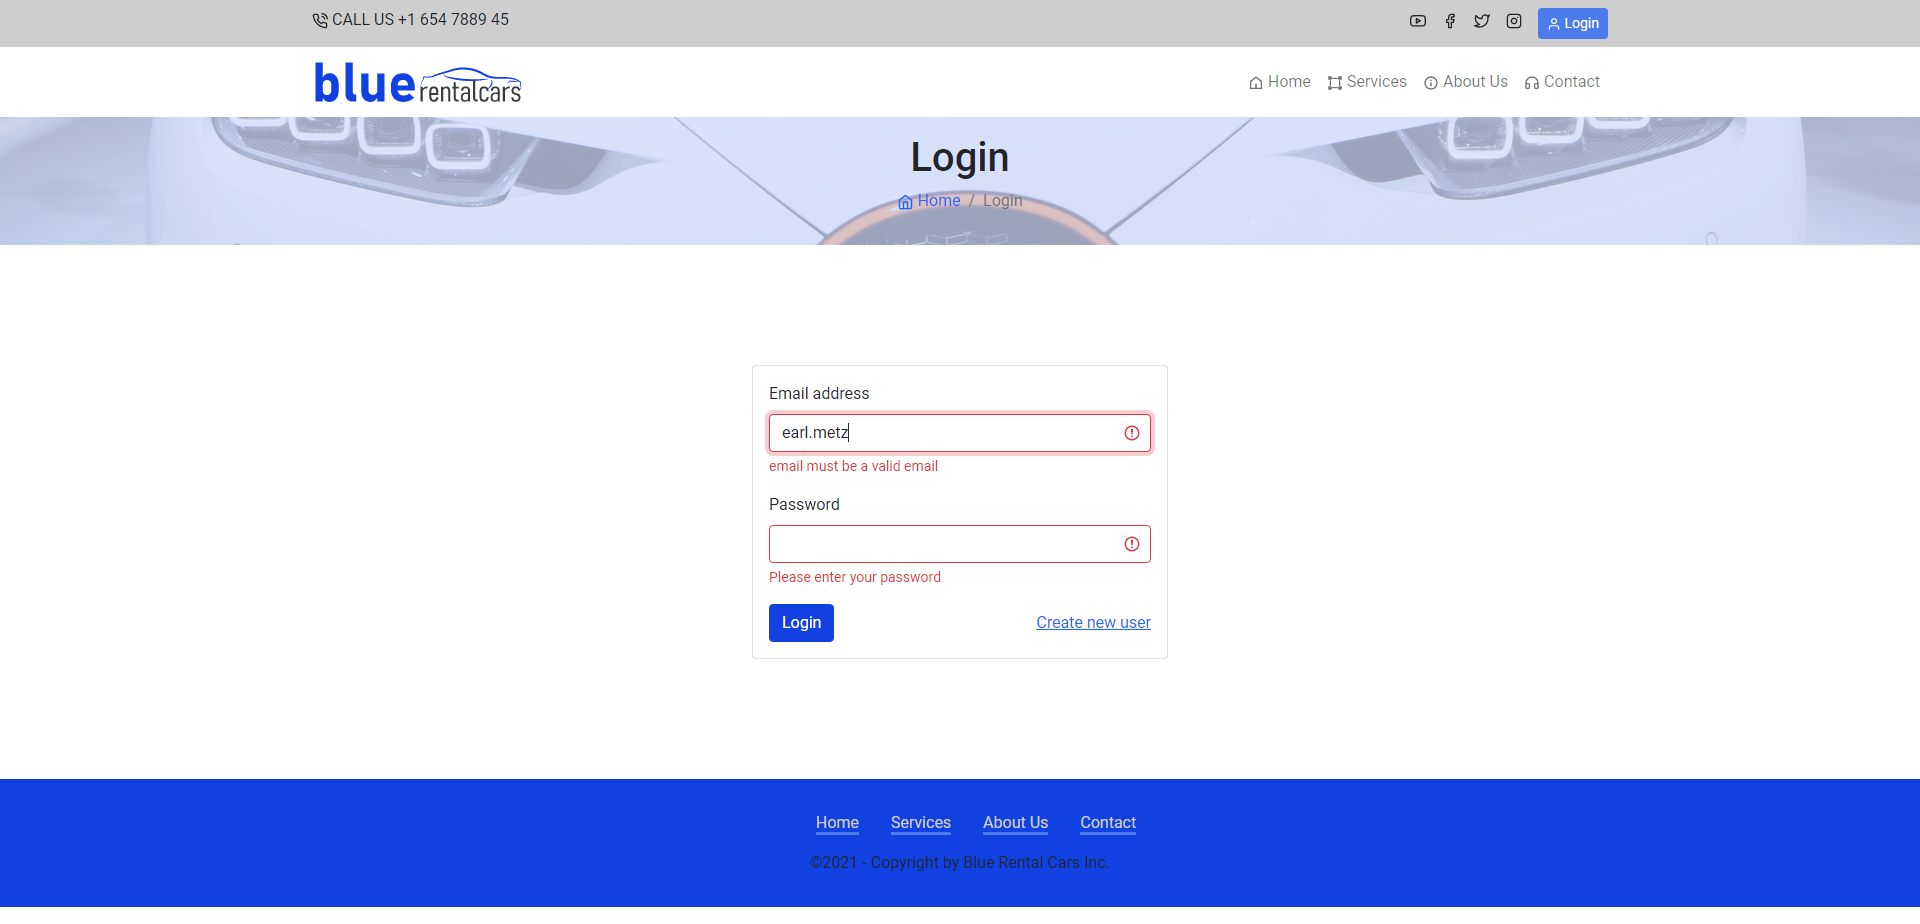 CALL US +1 654 7889 45
Login
blue rentalcars
Home Services About Us Contact
Login
Home / Login
Email address
earl.metz
email must be a valid email
Password
Please enter your password
Login Create new user
Home Services About Us Contact
©2021 - Copyright by Blue Rental Cars Inc.